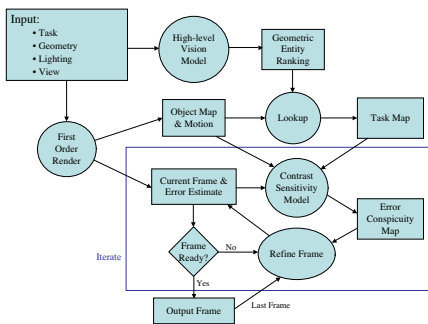 Input:
• Task
• Geometry
• Lighting
• View
High-level
Vision
Model
Geometric
Entity
Ranking
First
Order
Render
Object Map
& Motion
Lookup
Task Map
Current Frame &
Error Estimate
Contrast
Sensitivity
Model
Error
Conspicuity
Map
Frame
Ready?
No
Refine Frame
Iterate
Yes
Output Frame
Last Frame